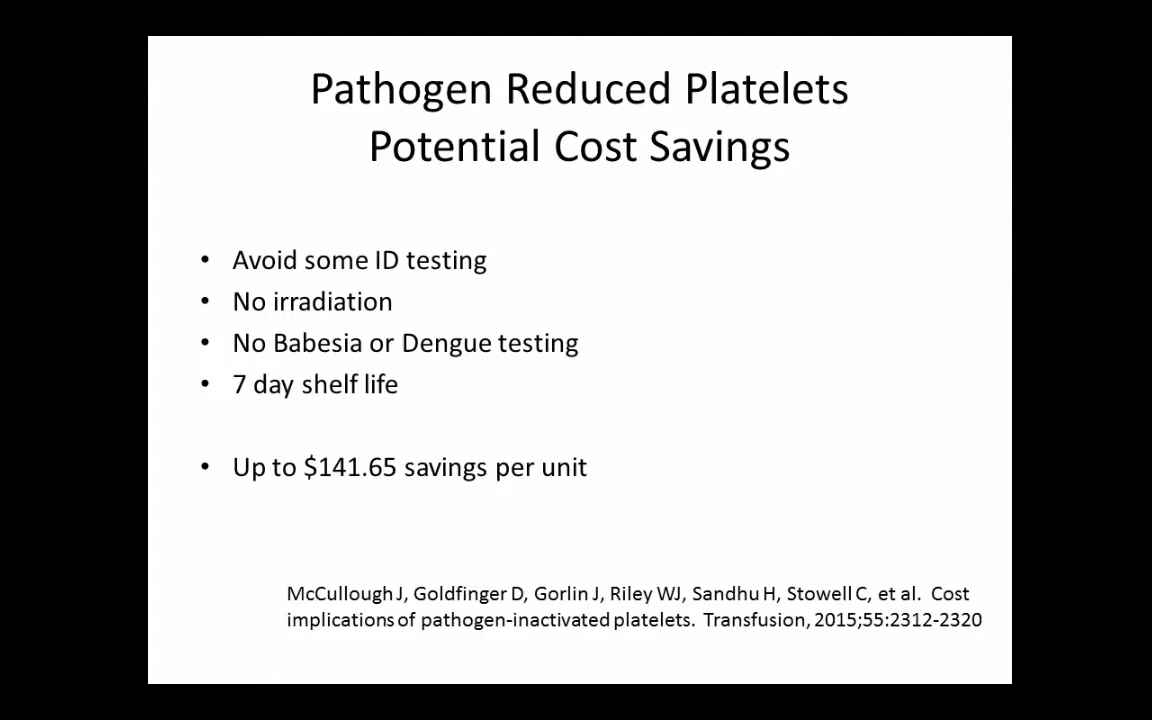 Pathogen Reduced Platelets
Potential Cost Savings
• Avoid some ID testing
• No irradiation
• No Babesia or Dengue testing
• 7 day shelf life
• Up to $141.65 savings per unit
McCullough J, Goldfinger D, Gorlin J, Riley WJ, Sandhu H, Stowell C, et al.  Cost
implications of pathogen-inactivated platelets.  Transfusion, 2015;55:2312-2320